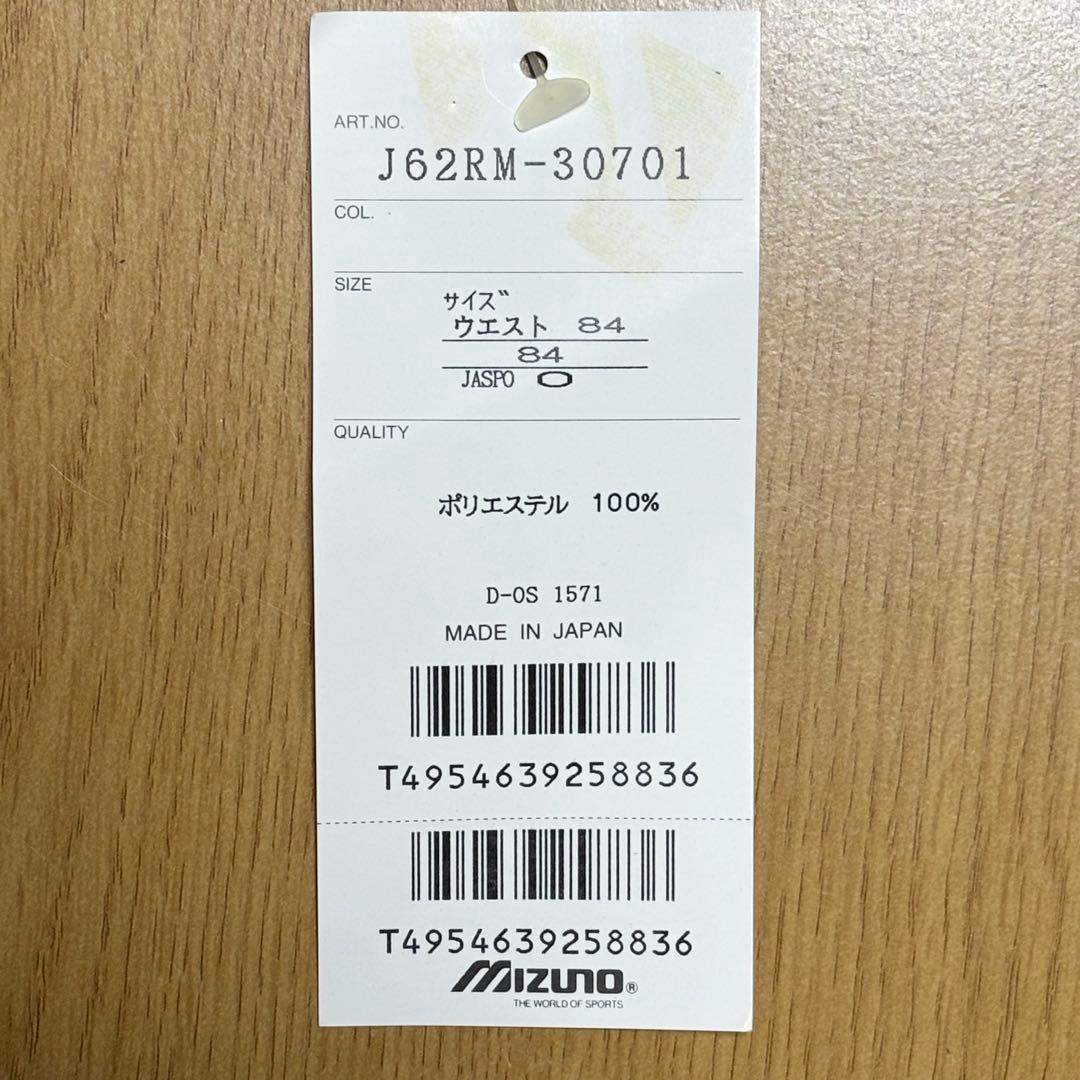 ART.NO.
J62RM-30701
COL.
SIZE
サイズ
ウエスト 84
84
JASPO O
QUALITY
ポリエステル 100%
D-OS 1571
MADE IN JAPAN
T4954639258836
T4954639258836
MIZUNO®
THE WORLD OF SPORTS